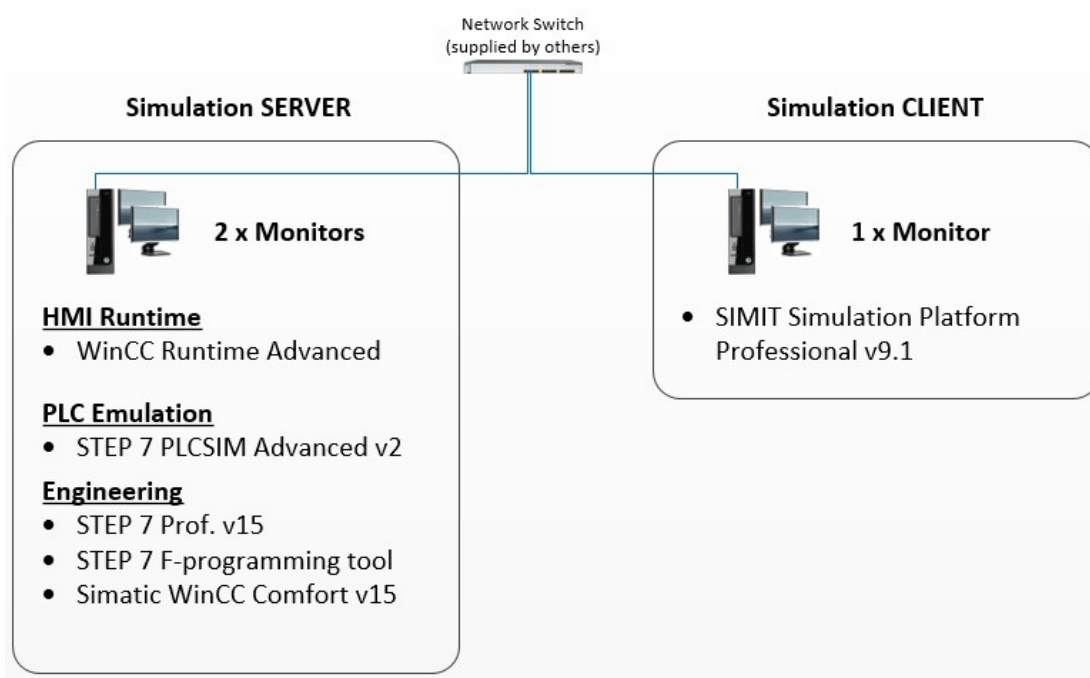 Network Switch
(supplied by others)
Simulation SERVER
2 x Monitors
HMI Runtime
• WinCC Runtime Advanced
PLC Emulation
• STEP 7 PLCSIM Advanced v2
Engineering
• STEP 7 Prof. v15
• STEP 7 F-programming tool
• Simatic WinCC Comfort v15
Simulation CLIENT
1 x Monitor
• SIMIT Simulation Platform
Professional v9.1